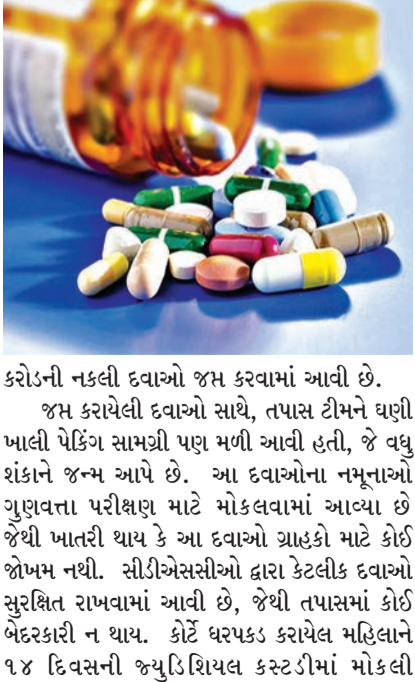 કરોડની નકલી દવાઓ જપ્ત કરવામાં આવી છે.
જપ્ત કરાયેલી દવાઓ સાથે, તપાસ ટીમને ઘણી
ખાલી પેકિંગ સામગ્રી પણ મળી આવી હતી, જે વધુ
શંકાને જન્મ આપે છે. આ દવાઓના નમૂનાઓ
ગુણવત્તા પરીક્ષણ માટે મોકલવામાં આવ્યા છે
જેથી ખાતરી થાય કે આ દવાઓ ગ્રાહકો માટે કોઈ
જોખમ નથી. સીડીએસસીઓ દ્વારા કેટલીક દવાઓ
સુરક્ષિત રાખવામાં આવી છે, જેથી તપાસમાં કોઈ
બેદરકારી ન થાય. કોર્ટે ધરપકડ કરાયેલ મહિલાને
૧૪ દિવસની જ્યુડિશિયલ કસ્ટડીમાં મોકલી